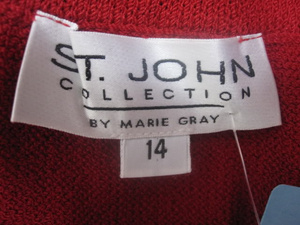 ST. JOHN
COLLECTION
BY MARIE GRAY
14